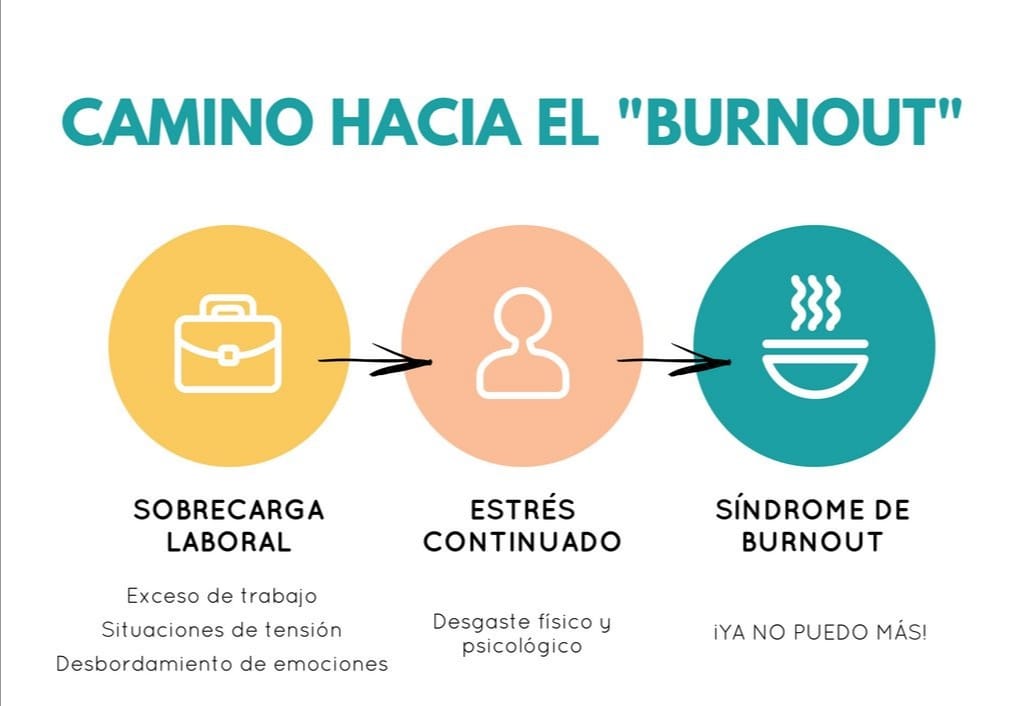 CAMINO HACIA EL "BURNOUT"
SOBRECARGA
LABORAL
Exceso de trabajo
Situaciones de tensión
Desbordamiento de emociones
ESTRÉS
CONTINUADO
Desgaste físico y
psicológico
SÍNDROME DE
BURNOUT
¡YA NO PUEDO MÁS!